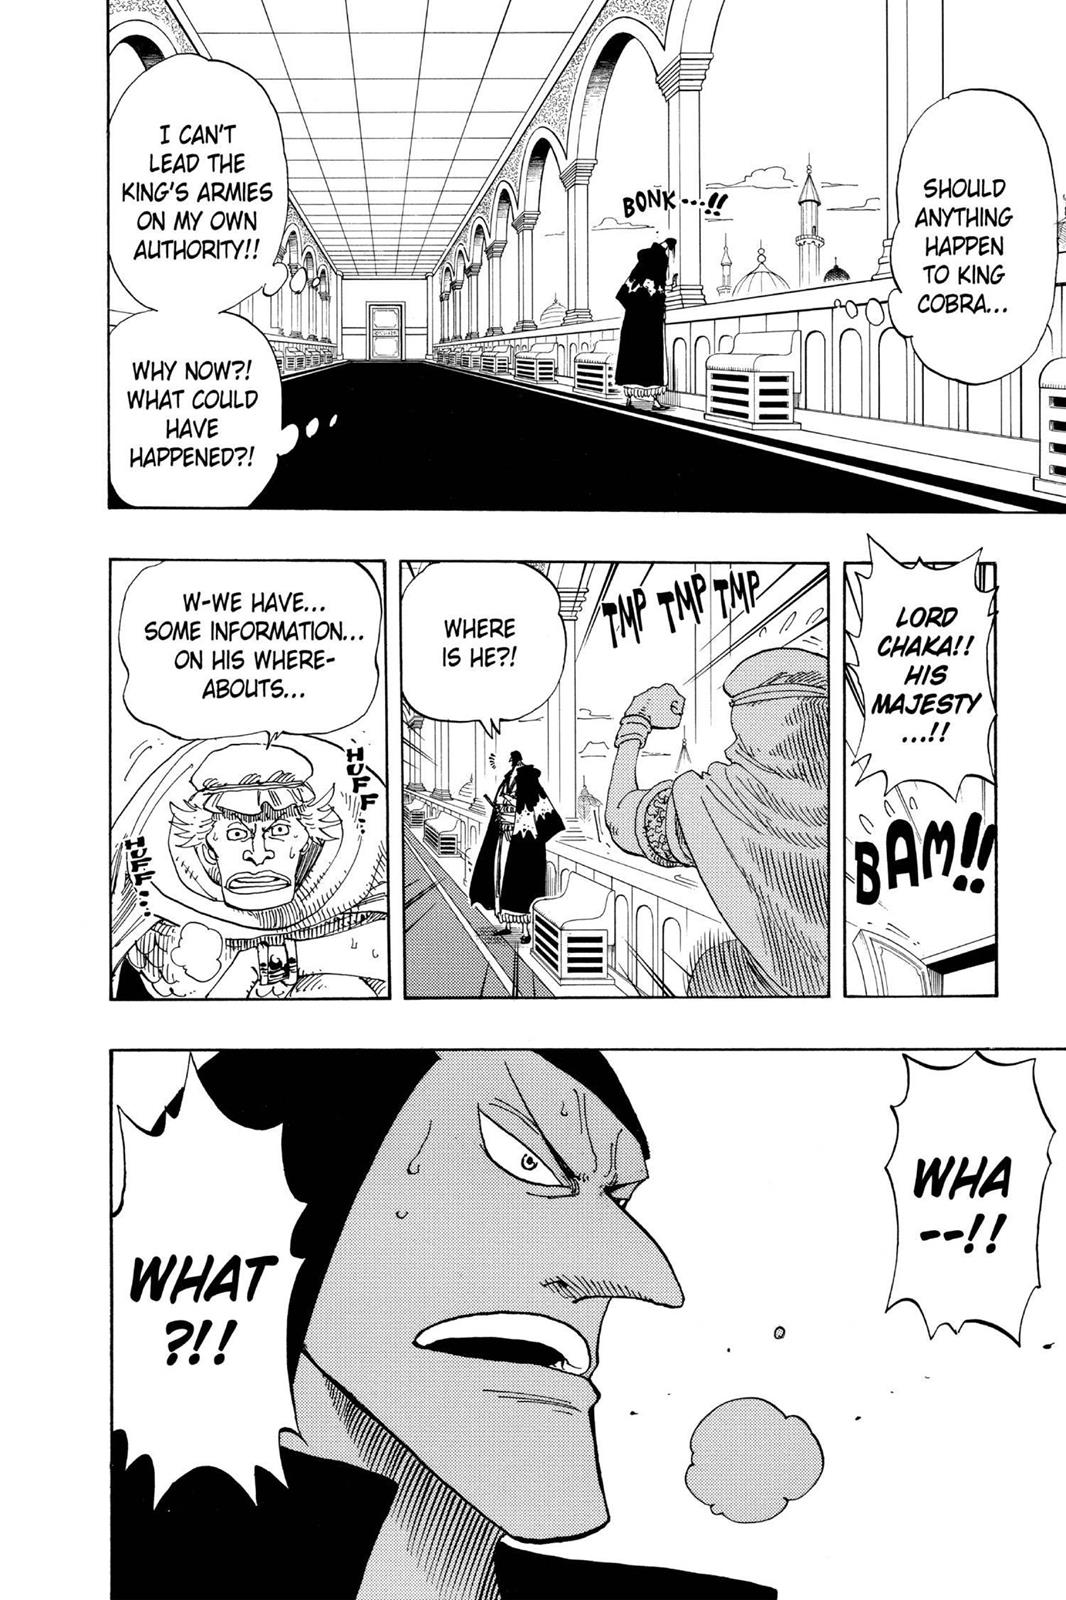 SHOULD
ANYTHING
HAPPEN
TO KING
COBRA...
BONK...!!
I CAN'T
LEAD THE
KING'S ARMIES
ON MY OWN
AUTHORITY!!
WHY NOW?!
WHAT COULD
HAVE
HAPPENED?!
LORD
CHAKA!!
HIS
MAJESTY
...!!
BAM!!
TMP TMP TMP
WHERE
IS HE?!
W-WE HAVE...
SOME INFORMATION...
ON HIS WHERE-
ABOUTS...
HUFF...
HUFF...
WHA
--!!
WHAT
?!!